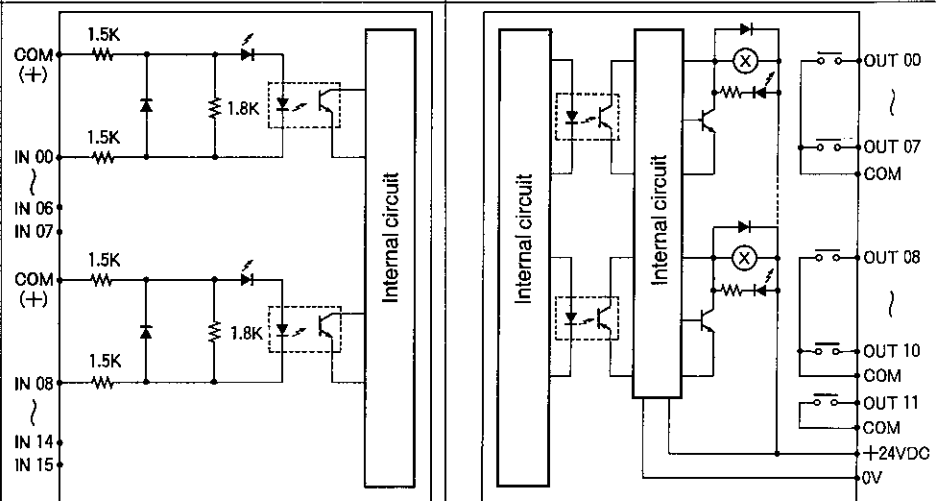 1.5K
COM
(+)
1.8K
1.5K
IN 00
IN 06
IN 07
1.5K
COM
(+)
1.8K
1.5K
IN 08
IN 14
IN 15
Internal circuit
Internal circuit
Internal circuit
X
OUT 00
OUT 07
COM
X
OUT 08
OUT 10
COM
OUT 11
COM
+24VDC
0V